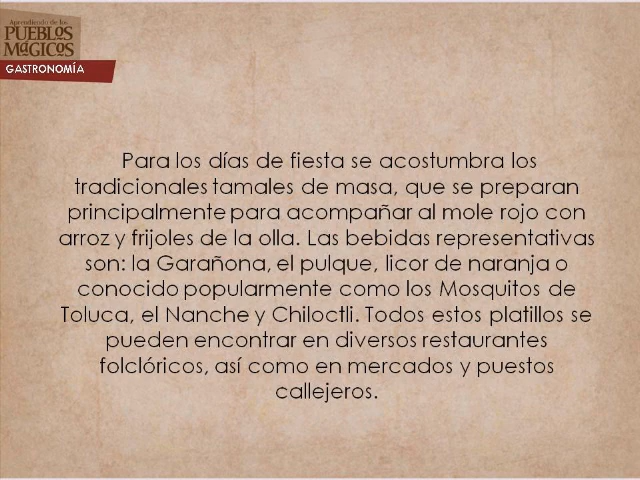 Aprendiendo de los
PUEBLOS
MáGICOS
GASTRONOMÍA
Para los días de fiesta se acostumbra los
tradicionales tamales de masa, que se preparan
principalmente para acompañar al mole rojo con
arroz y frijoles de la olla. Las bebidas representativas
son: la Garañona, el pulque, licor de naranja o
conocido popularmente como los Mosquitos de
Toluca, el Nanche y Chiloctli. Todos estos platillos se
pueden encontrar en diversos restaurantes
folclóricos, así como en mercados y puestos
callejeros.